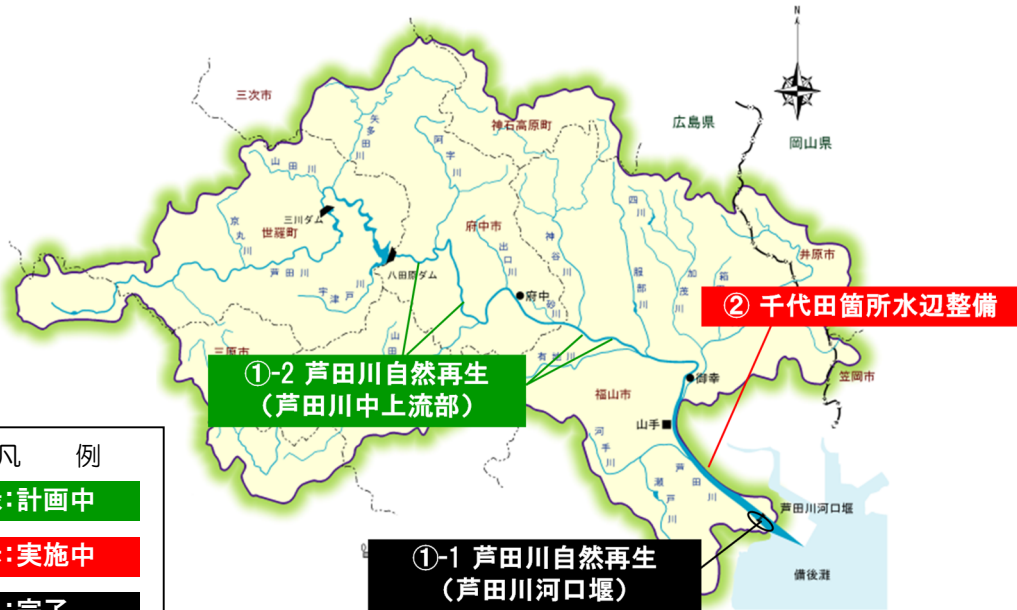 N
三次市
広島県
岡山県
神石高原町
矢多田川
阿字川
山田川
三川ダム
京丸川
世羅町
芦田川
宇津戸川
八田原ダム
府中市
出口川
神谷川
四川
服部川
加茂川
井原市
府中
砂川
有地川
② 千代田箇所水辺整備
三原市
①-2 芦田川自然再生
（芦田川中上流部）
御幸
笠岡市
福山市
山手
河手川
瀬戸川
芦田川
芦田川河口堰
凡 例
:計画中
:実施中
①-1 芦田川自然再生
（芦田川河口堰）
備後灘